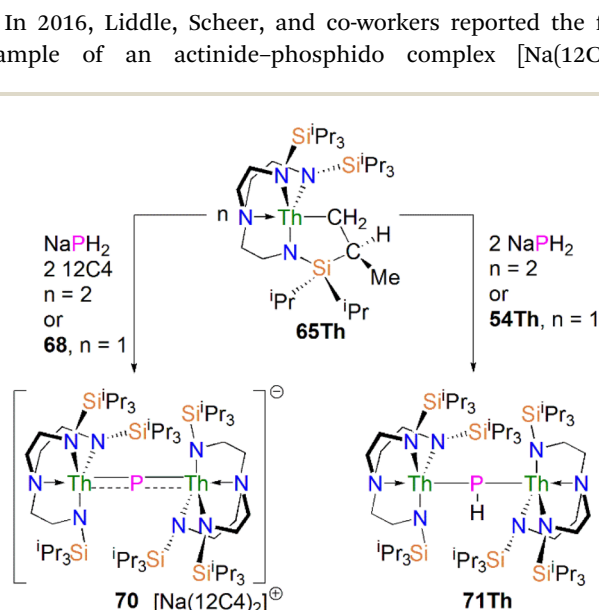 In 2016, Liddle, Scheer, and co-workers reported the f
ample of an actinide–phosphido complex [Na(12C
SiⁱPr₃
SiⁱPr₃
N
N
n
N
Th
CH₂
H
N
C
Si
Me
ⁱPr
ⁱPr
65Th
NaPH₂
2 12C4
n = 2
or
68, n = 1
2 NaPH₂
n = 2
or
54Th, n = 1
SiⁱPr₃
SiⁱPr₃
SiⁱPr₃
N
N
N
N
Th
P
Th
N
N
N
N
ⁱPr₃Si
ⁱPr₃Si
SiⁱPr₃
⊖
70 [Na(12C4)₂]⊕
SiⁱPr₃
SiⁱPr₃
SiⁱPr₃
N
N
N
N
Th
P
Th
N
H
N
N
N
ⁱPr₃Si
ⁱPr₃Si
SiⁱPr₃
71Th